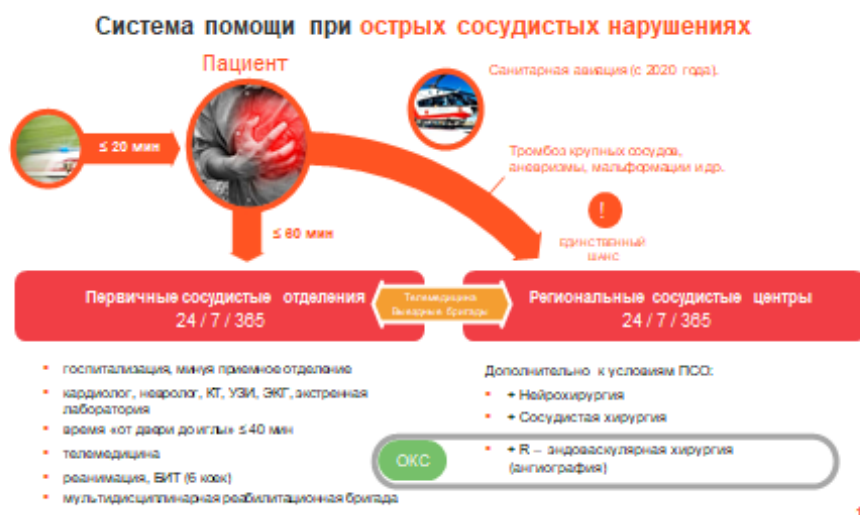 Система помощи при острых сосудистых нарушениях
Пациент
Санитарная авиация (с 2020 года).
≤ 20 мин
Тромбоз крупных сосудов,
аневризмы, мальформации и др.
!
≤ 60 мин
ЕДИНСТВЕННЫЙ
ШАНС
Первичные сосудистые отделения
24 / 7 / 365
Телемедицина
Выездные бригады
Региональные сосудистые центры
24 / 7 / 365
госпитализация, минуя приемное отделение
кардиолог, невролог, КТ, УЗИ, ЭКГ, экстренная
лаборатория
время «от двери до иглы» ≤ 40 мин
телемедицина
реанимация, БИТ (6 коек)
мультидисциплинарная реабилитационная бригада
Дополнительно к условиям ПСО:
+ Нейрохирургия
+ Сосудистая хирургия
ОКС
+ R – эндоваскулярная хирургия
(ангиография)